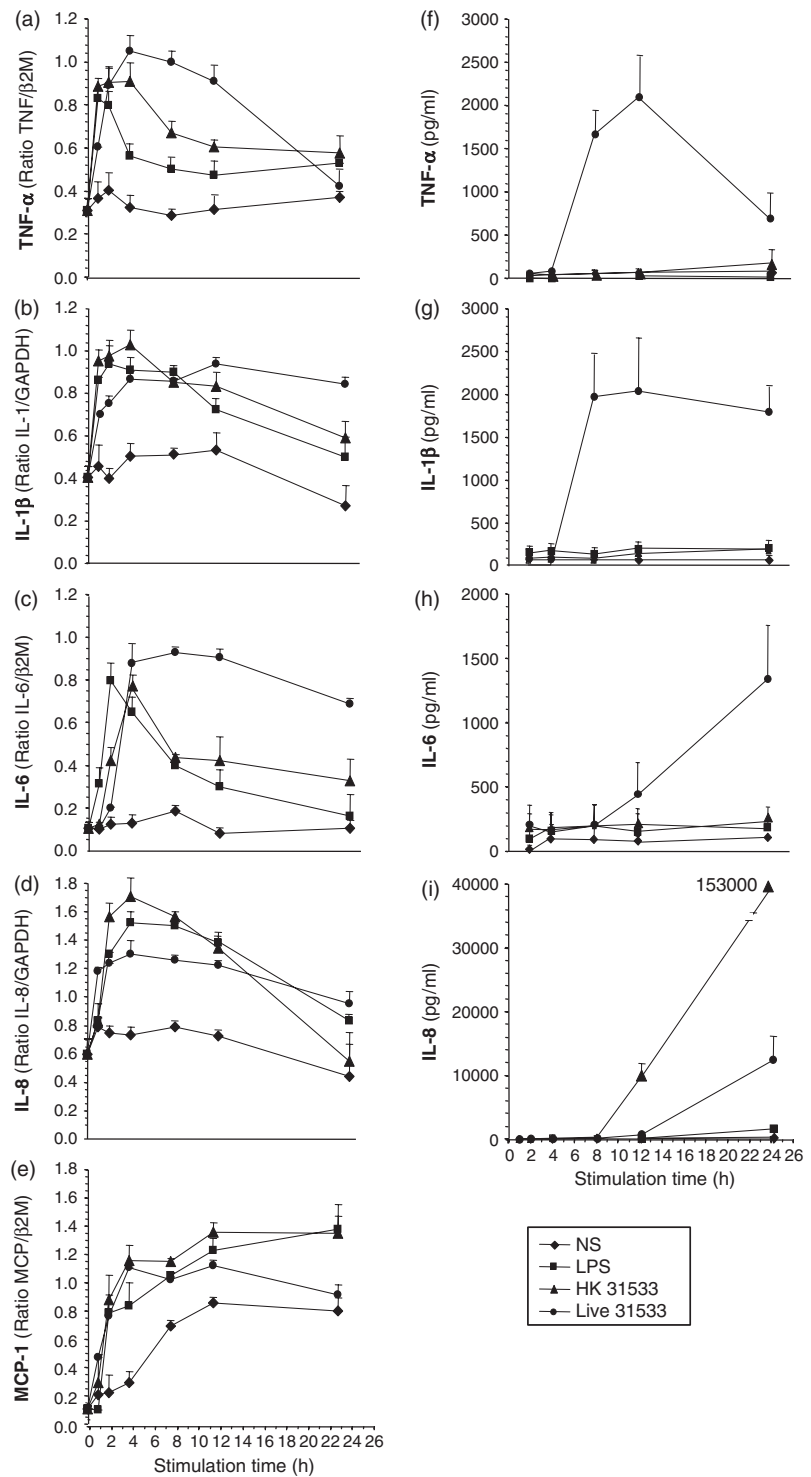 (a)
TNF-α (Ratio TNF/β2M)
1.2
1.0
0.8
0.6
0.4
0.2
0.0
(b)
IL-1β (Ratio IL-1/GAPDH)
1.2
1.0
0.8
0.6
0.4
0.2
0.0
(c)
IL-6 (Ratio IL-6/β2M)
1.2
1.0
0.8
0.6
0.4
0.2
0.0
(d)
IL-8 (Ratio IL-8/GAPDH)
1.8
1.6
1.4
1.2
1.0
0.8
0.6
0.4
0.2
0.0
(e)
MCP-1 (Ratio MCP/β2M)
1.8
1.6
1.4
1.2
1.0
0.8
0.6
0.4
0.2
0.0
0 2 4 6 8 10 12 14 16 18 20 22 24 26
Stimulation time (h)
(f)
TNF-α (pg/ml)
3000
2500
2000
1500
1000
500
0
(g)
IL-1β (pg/ml)
3000
2500
2000
1500
1000
500
0
(h)
IL-6 (pg/ml)
2000
1500
1000
500
0
(i)
IL-8 (pg/ml)
153000
40000
30000
20000
10000
0
0 2 4 6 8 10 12 14 16 18 20 22 24 26
Stimulation time (h)
NS
LPS
HK 31533
Live 31533